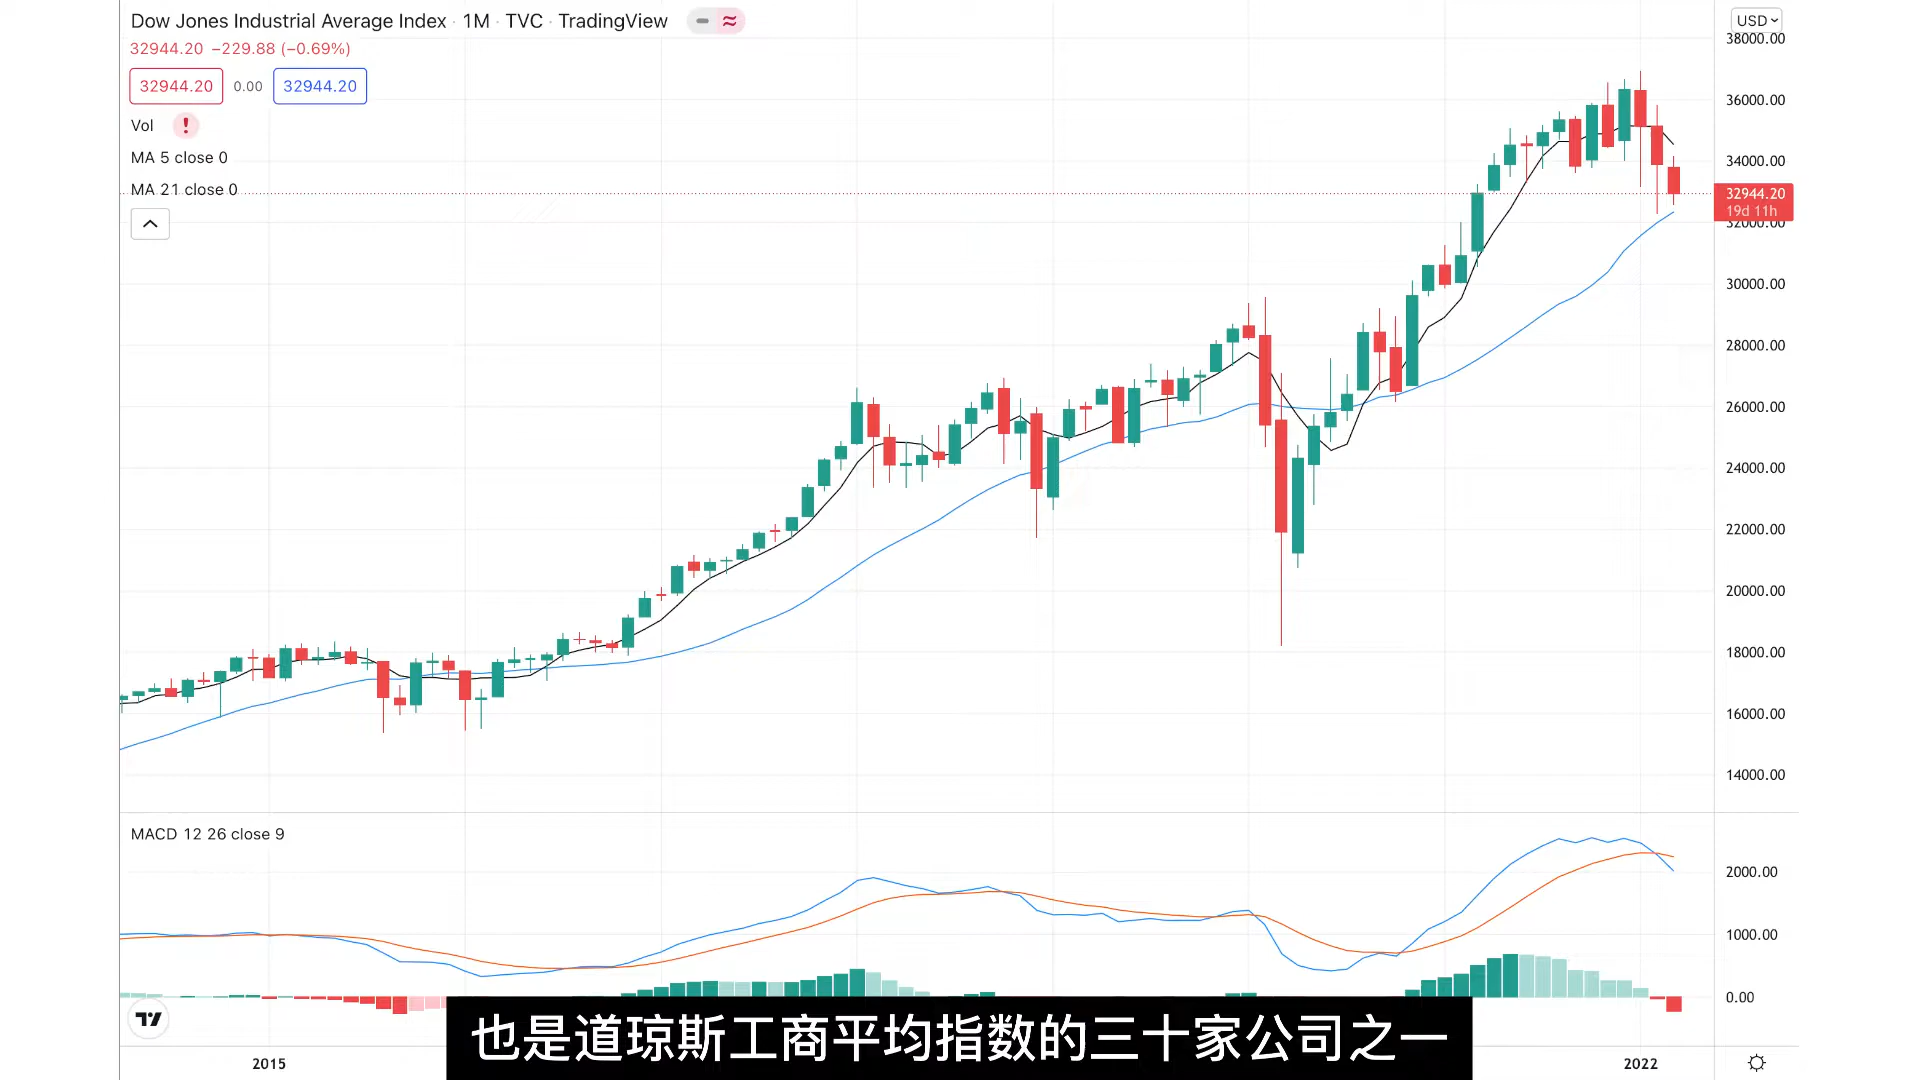 Dow Jones Industrial Average Index · 1M · TVC · TradingView
USD
32944.20 −229.88 (−0.69%)
32944.20 0.00 32944.20
Vol !
MA 5 close 0
MA 21 close 0
38000.00
36000.00
34000.00
32944.20
19d 11h
32000.00
30000.00
28000.00
26000.00
24000.00
22000.00
20000.00
18000.00
16000.00
14000.00
MACD 12 26 close 9
2000.00
1000.00
0.00
也是道琼斯工商平均指数的三十家公司之一
2015
2022